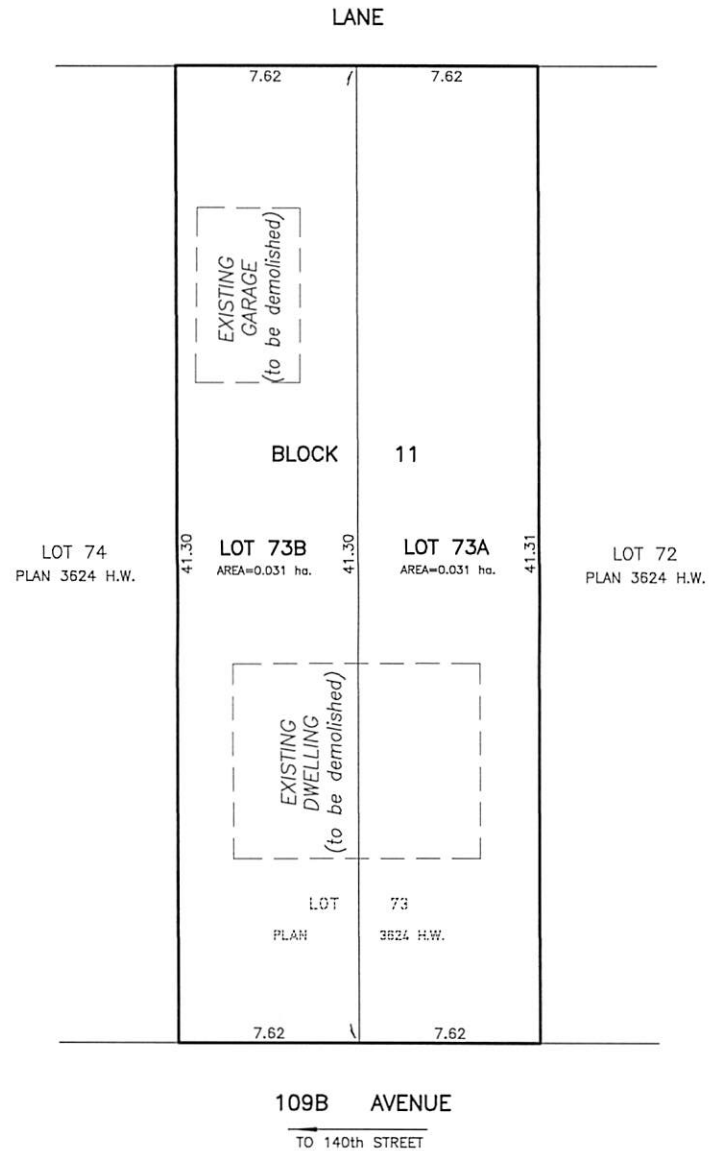 LANE
7.62 7.62
EXISTING
GARAGE
(to be demolished)
BLOCK 11
LOT 74
PLAN 3624 H.W.
41.30
LOT 73B
AREA=0.031 ha.
41.30
LOT 73A
AREA=0.031 ha.
41.31
LOT 72
PLAN 3624 H.W.
EXISTING
DWELLING
(to be demolished)
LOT 73
PLAN 3624 H.W.
7.62 7.62
109B AVENUE
TO 140th STREET